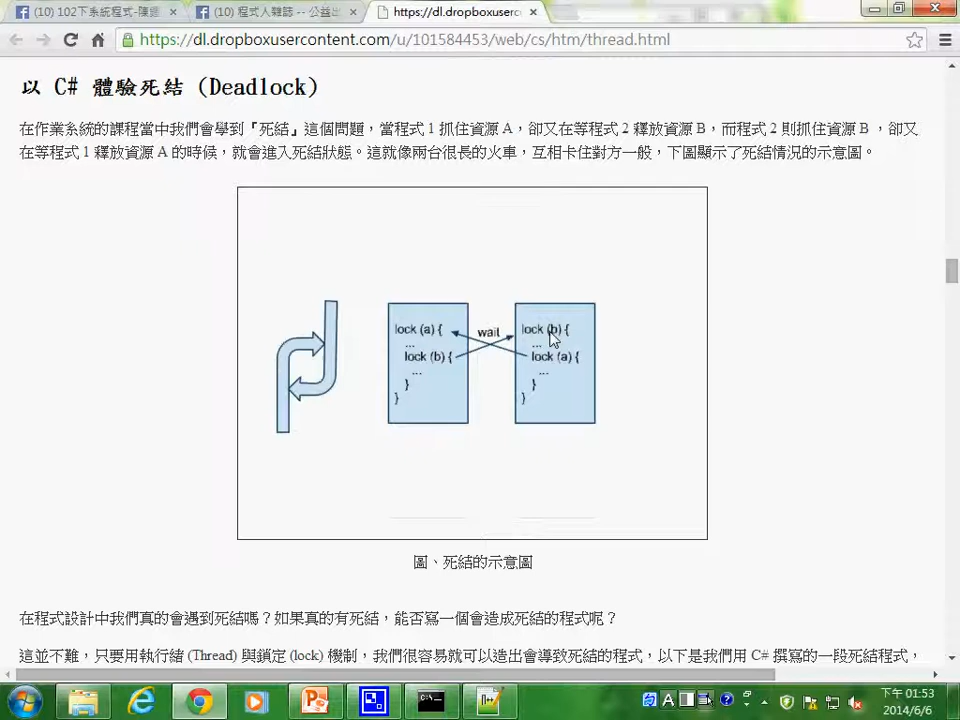 (10) 102下系統程式-陳鍾
(10) 程式人雜誌 -- 公益出
https://dl.dropboxuserco
https://dl.dropboxusercontent.com/u/101584453/web/cs/htm/thread.html
以 C# 體驗死結 (Deadlock)
在作業系統的課程當中我們會學到「死結」這個問題，當程式 1 抓住資源 A，卻又在等程式 2 釋放資源 B，而程式 2 則抓住資源 B ，卻又
在等程式 1 釋放資源 A 的時候，就會進入死結狀態。這就像兩台很長的火車，互相卡住對方一般，下圖顯示了死結情況的示意圖。
lock (a) {
...
lock (b) {
...
}
}
wait
lock (b) {
...
lock (a) {
...
}
}
圖、死結的示意圖
在程式設計中我們真的會遇到死結嗎？如果真的有死結，能否寫一個會造成死結的程式呢？
這並不難，只要用執行緒 (Thread) 與鎖定 (lock) 機制，我們很容易就可以造出會導致死結的程式，以下是我們用 C# 撰寫的一段死結程式，
下午 01:53
2014/6/6